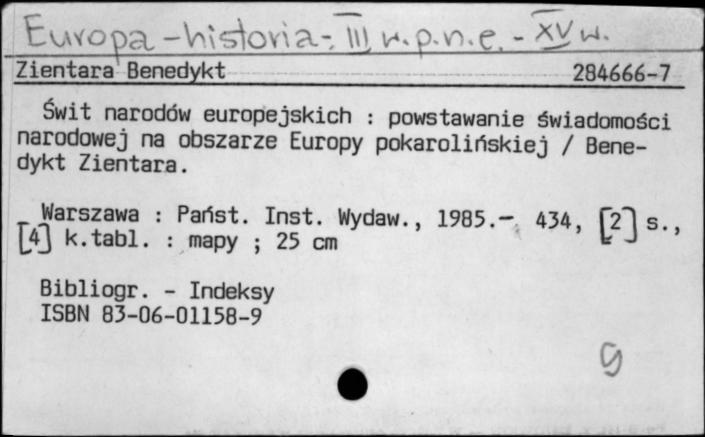 Europa - historia - III w. p. n. e. - XV w.
Zientara Benedykt 284666-7
Świt narodów europejskich : powstawanie świadomości
narodowej na obszarze Europy pokarolińskiej / Bene-
dykt Zientara.
Warszawa : Państ. Inst. Wydaw., 1985.- 434, [2] s.,
[4] k.tabl. : mapy ; 25 cm
Bibliogr. - Indeksy
ISBN 83-06-01158-9